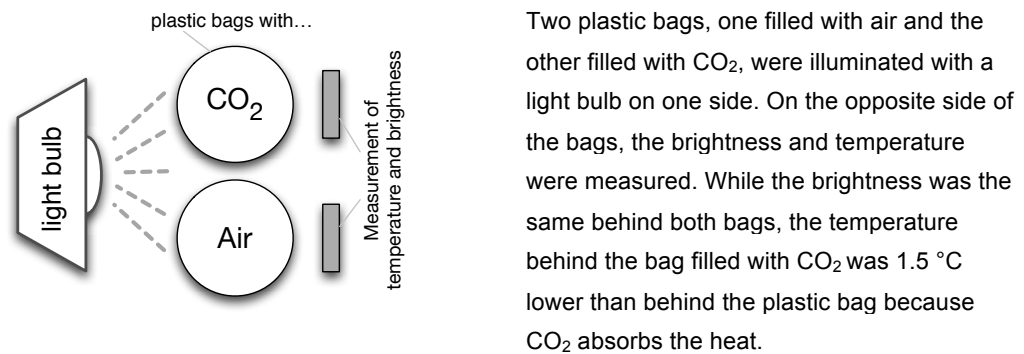 plastic bags with…
CO₂
Air
light bulb
Measurement of
temperature and brightness
Two plastic bags, one filled with air and the
other filled with CO₂, were illuminated with a
light bulb on one side. On the opposite side of
the bags, the brightness and temperature
were measured. While the brightness was the
same behind both bags, the temperature
behind the bag filled with CO₂ was 1.5 °C
lower than behind the plastic bag because
CO₂ absorbs the heat.